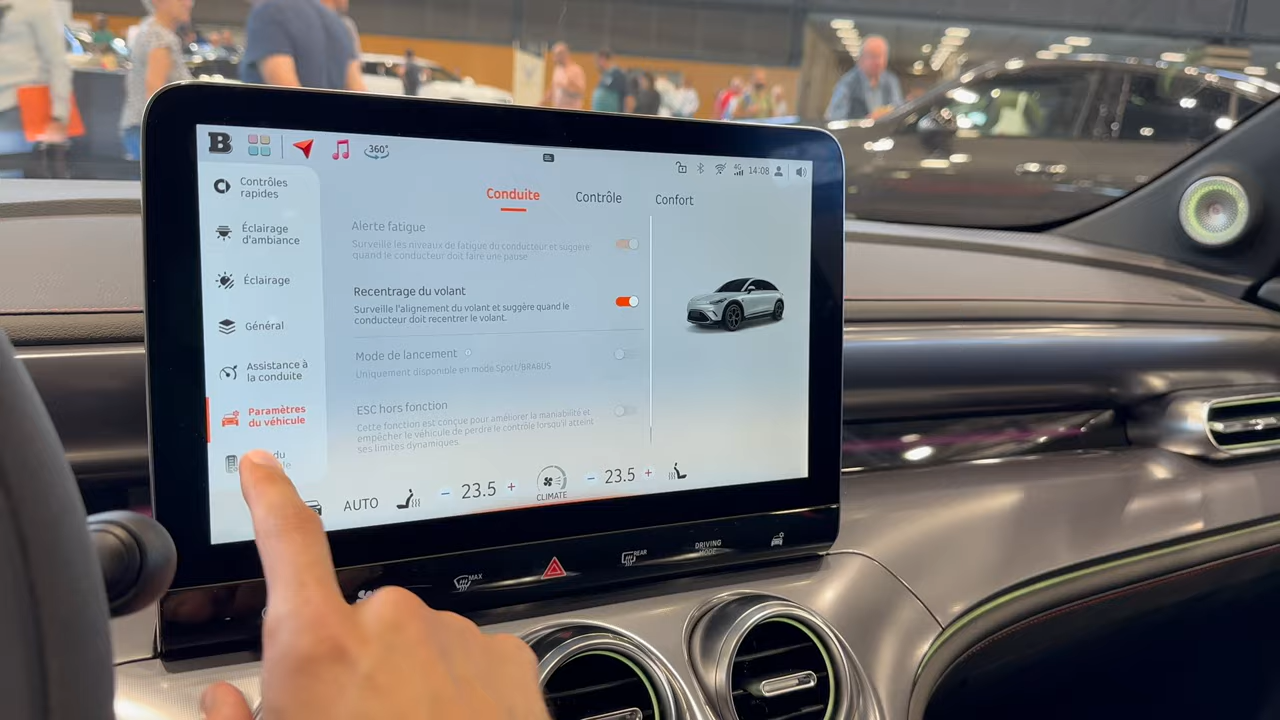 B
360°
4G
14:08
Contrôles
rapides
Éclairage
d'ambiance
Éclairage
Général
Assistance à
la conduite
Paramètres
du véhicule
du
Conduite
Contrôle
Confort
Alerte fatigue
Surveille les niveaux de fatigue du conducteur et suggère
quand le conducteur doit faire une pause.
Recentrage du volant
Surveille l'alignement du volant et suggère quand le
conducteur doit recentrer le volant.
Mode de lancement
Uniquement disponible en mode Sport/BRABUS
ESC hors fonction
Cette fonction est conçue pour améliorer la maniabilité et
empêcher le véhicule de perdre le contrôle lorsqu'il atteint
ses limites dynamiques.
AUTO
− 23.5 +
CLIMATE
− 23.5 +
MAX
REAR
DRIVING
MODE